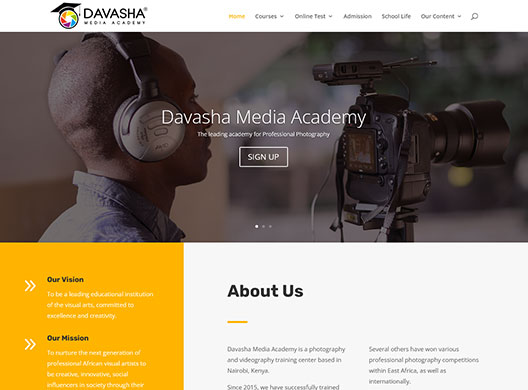 DAVASHA®
MEDIA ACADEMY
Home
Courses
Online Test
Admission
School Life
Our Content
Davasha Media Academy
The leading academy for Professional Photography
SIGN UP
Our Vision
To be a leading educational institution
of the visual arts, committed to
excellence and creativity.
Our Mission
To nurture the next generation of
professional African visual artists to
be creative, innovative, social
influencers in society through their
About Us
Davasha Media Academy is a photography
and videography training center based in
Nairobi, Kenya.
Since 2015, we have successfully trained
Several others have won various
professional photography competitions
within East Africa, as well as
internationally.